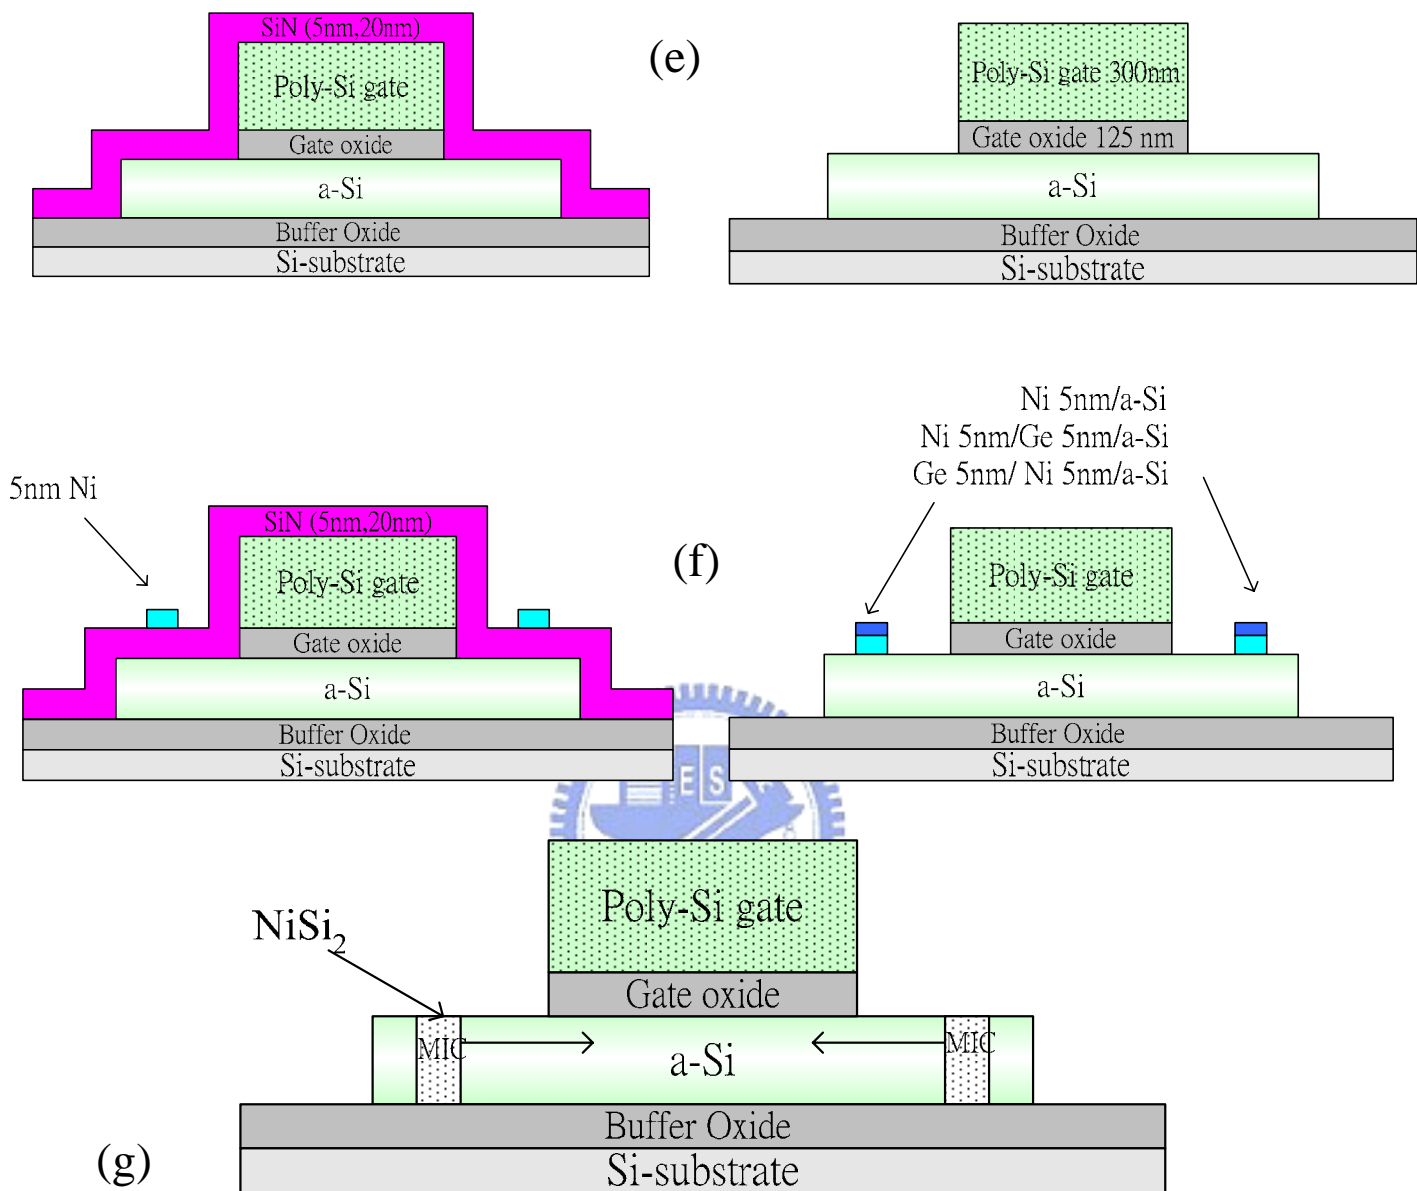 SiN (5nm,20nm)
Poly-Si gate
Gate oxide
a-Si
Buffer Oxide
Si-substrate
(e)
Poly-Si gate 300nm
Gate oxide 125 nm
a-Si
Buffer Oxide
Si-substrate
5nm Ni
SiN (5nm,20nm)
Poly-Si gate
Gate oxide
a-Si
Buffer Oxide
Si-substrate
(f)
Ni 5nm/a-Si
Ni 5nm/Ge 5nm/a-Si
Ge 5nm/ Ni 5nm/a-Si
Poly-Si gate
Gate oxide
a-Si
Buffer Oxide
Si-substrate
E S
NiSi₂
Poly-Si gate
Gate oxide
MIC
a-Si
MIC
Buffer Oxide
Si-substrate
(g)